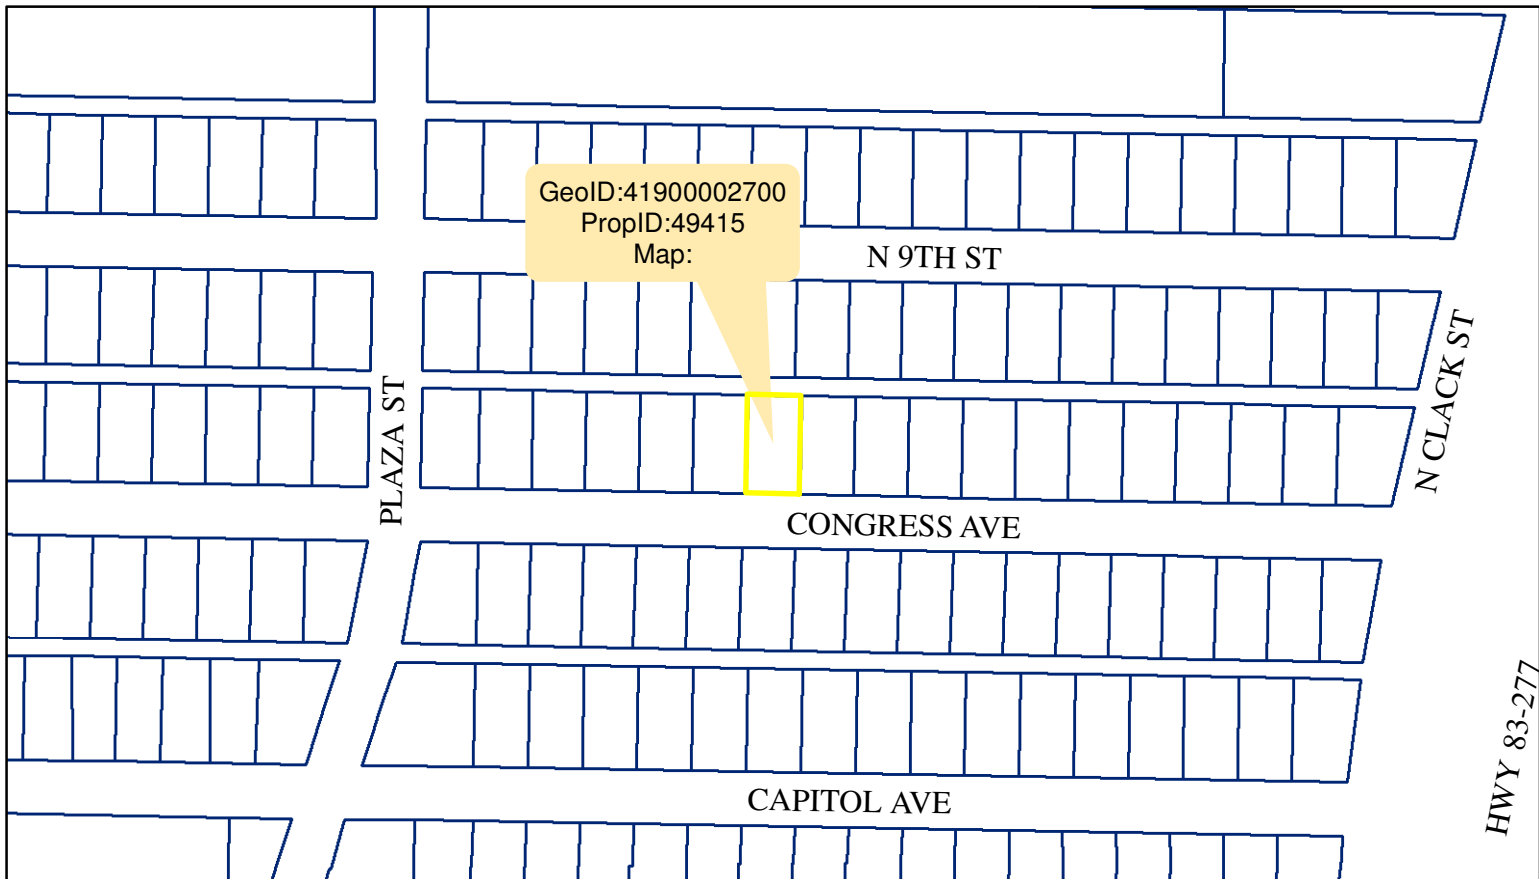 GeoID:41900002700
PropID:49415
Map:
N 9TH ST
N CLACK ST
PLAZA ST
CONGRESS AVE
HWY 83-277
CAPITOL AVE